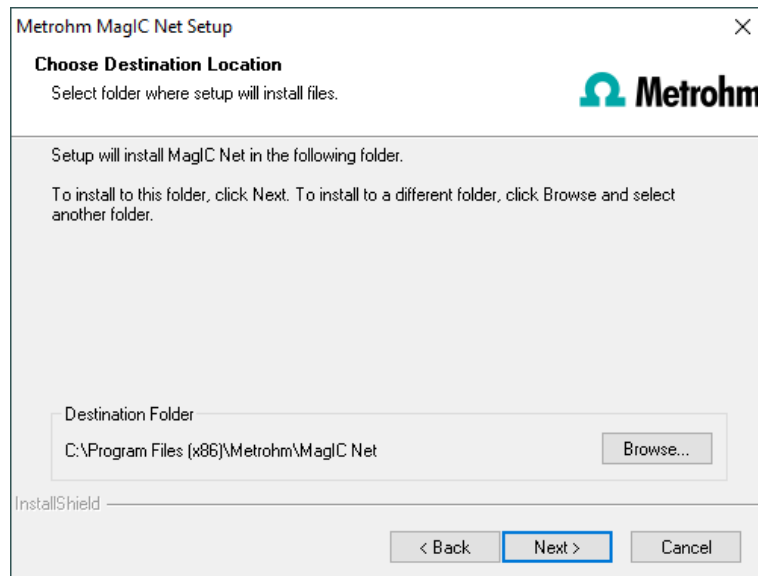 Metrohm MagIC Net Setup
Choose Destination Location
Select folder where setup will install files.
Metrohm
Setup will install MagIC Net in the following folder.
To install to this folder, click Next. To install to a different folder, click Browse and select
another folder.
Destination Folder
C:\Program Files (x86)\Metrohm\MagIC Net
Browse...
InstallShield
< Back
Next >
Cancel